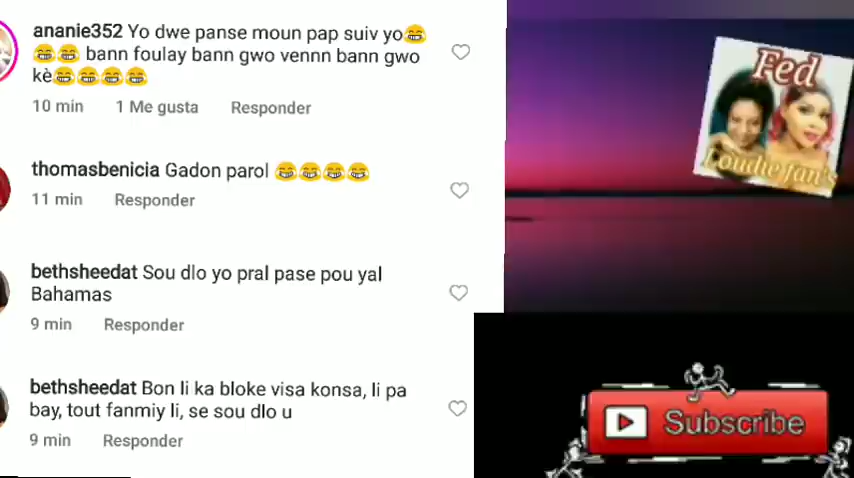 ananie352 Yo dwe panse moun pap suiv yo😂
😂😂 bann foulay bann gwo vennn bann gwo
kè😂😂😂😂
10 min 1 Me gusta Responder
thomasbenicia Gadon parol 😂😂😂😂
11 min Responder
bethsheedat Sou dlo yo pral pase pou yal
Bahamas
9 min Responder
bethsheedat Bon li ka bloke visa konsa, li pa
bay, tout fanmiy li, se sou dlo u
9 min Responder
Fed
Loudie fan's
Subscribe